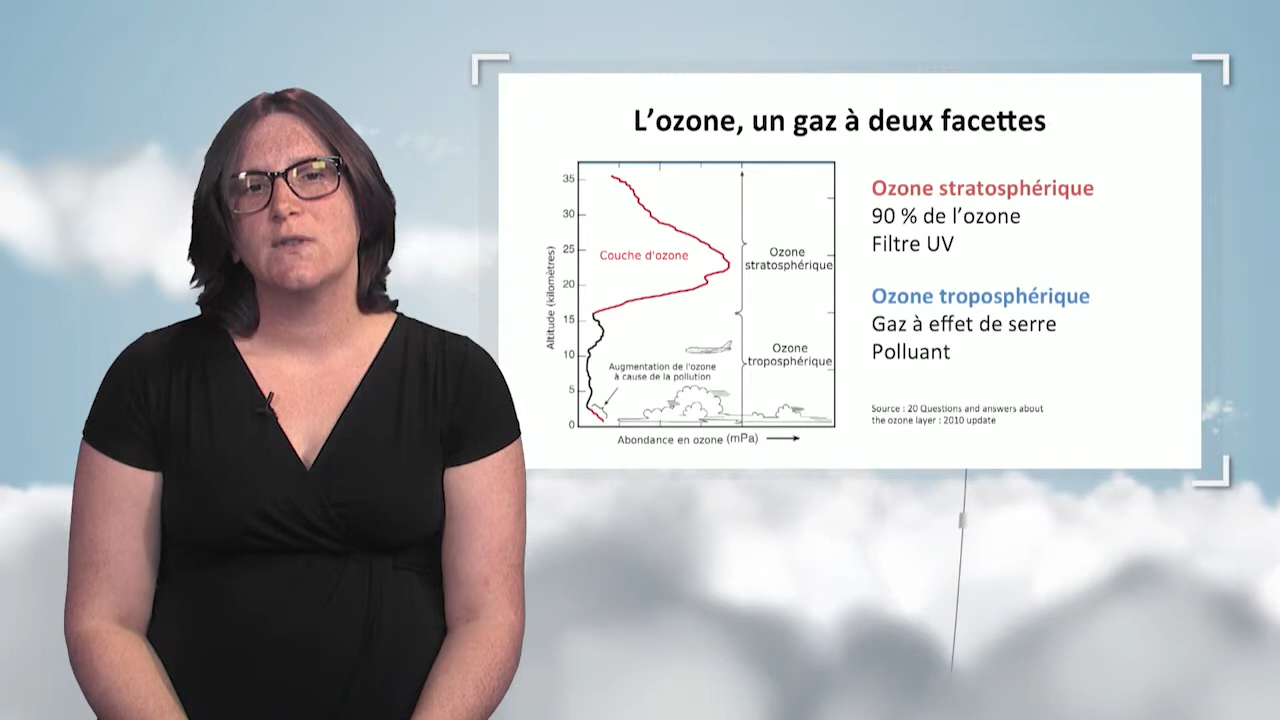 L'ozone, un gaz à deux facettes
35
30
25
20
15
10
5
0
Altitude (kilomètres)
Couche d'ozone
Ozone
stratosphérique
Ozone
troposphérique
Augmentation de l'ozone
à cause de la pollution
Abondance en ozone (mPa)
Ozone stratosphérique
90 % de l'ozone
Filtre UV
Ozone troposphérique
Gaz à effet de serre
Polluant
Source : 20 Questions and answers about
the ozone layer : 2010 update